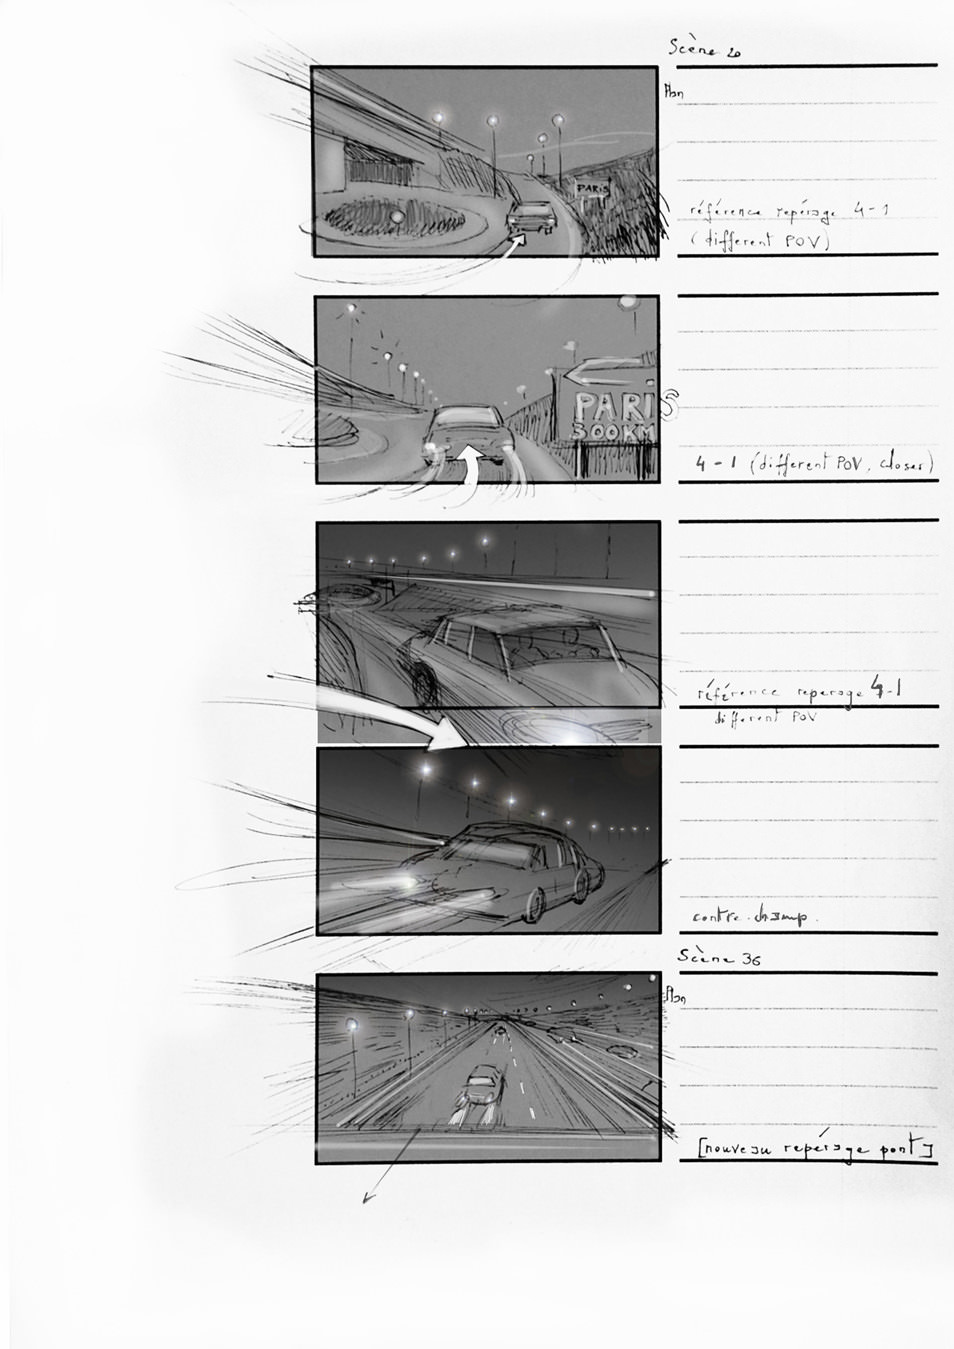 Scène 20
Plan
PARIS
référence repérage 4-1
(different POV)
PARIS
300KM
4-1 (different POV, closer)
référence reperage 4-1
different POV
contre-champ.
Scène 36
Plan
[nouveau repérage pont]